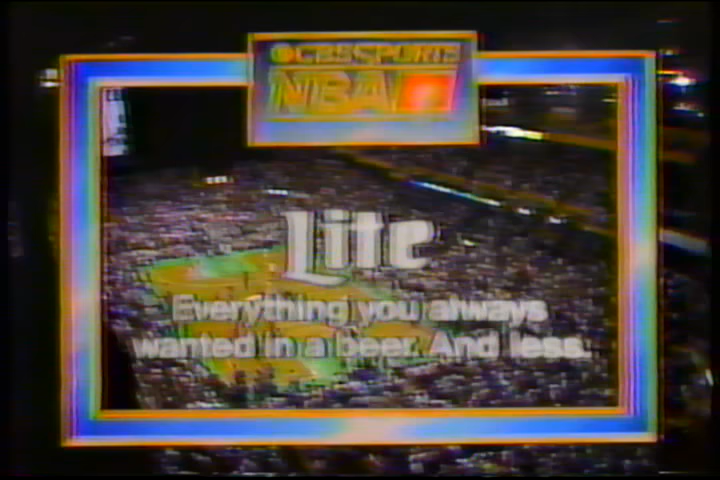 CBS SPORTS
NBA
Lite
Everything you always
wanted in a beer. And less.